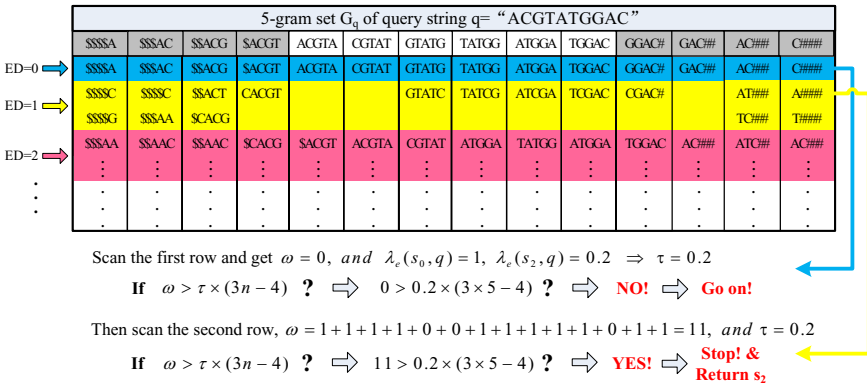 5-gram set Gq of query string q= “ACGTATGGAC”
$$$$A $$$AC $$ACG $ACGT ACGTA CGTAT GTATG TATGG ATGGA TGGAC GGAC# GAC## AC### C####
ED=0 $$$$A $$$AC $$ACG $ACGT ACGTA CGTAT GTATG TATGG ATGGA TGGAC GGAC# GAC## AC### C####
ED=1 $$$$C $$$$C $$ACT CACGT GTATC TATCG ATCGA TCGAC CGAC# AT### A####
$$$$G $$$AA $CACG TC### T####
ED=2 $$$AA $$AAC $$AAC $CACG $ACGT ACGTA CGTAT ATGGA TATGG ATGGA TGGAC AC### ATC## AC###
Scan the first row and get ω = 0, and λe(s0,q) = 1, λe(s2,q) = 0.2 ⇒ τ = 0.2
If ω > τ × (3n − 4) ? ⇨ 0 > 0.2 × (3 × 5 − 4) ? ⇨ NO! ⇨ Go on!
Then scan the second row, ω = 1 + 1 + 1 + 1 + 0 + 0 + 1 + 1 + 1 + 1 + 1 + 0 + 1 + 1 = 11, and τ = 0.2
If ω > τ × (3n − 4) ? ⇨ 11 > 0.2 × (3 × 5 − 4) ? ⇨ YES! ⇨ Stop! &
Return s2